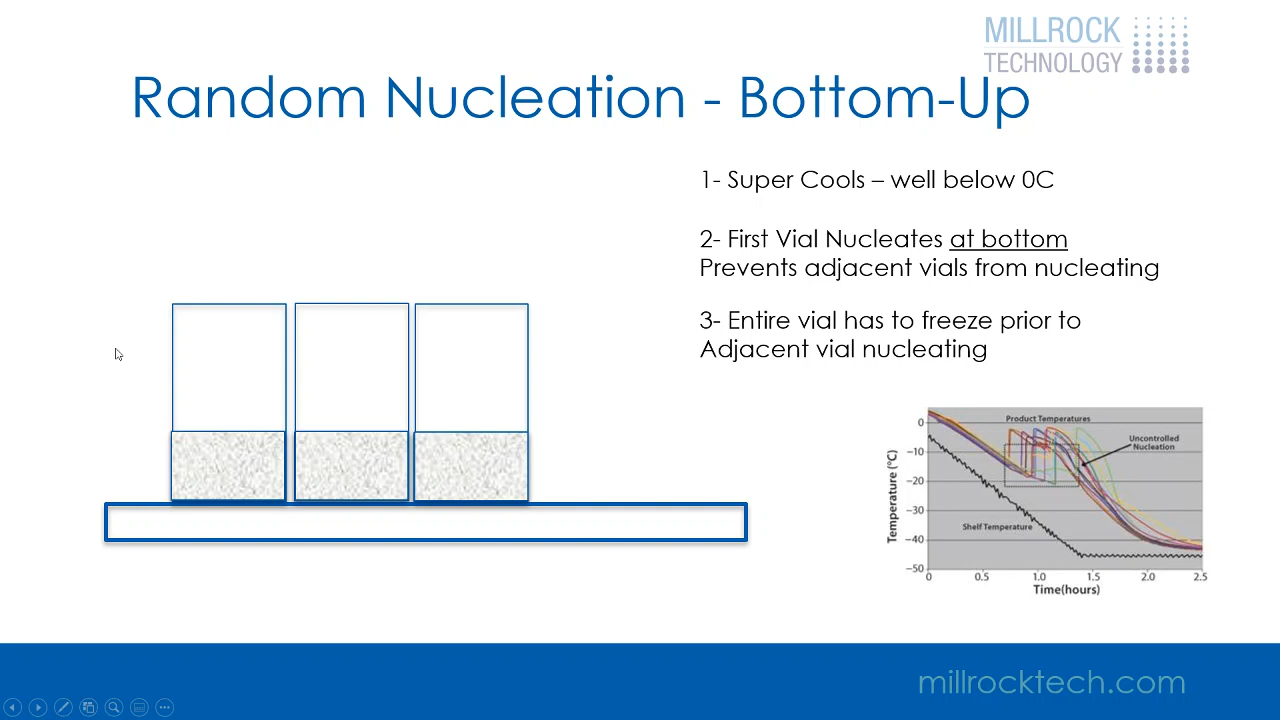 MILLROCK
TECHNOLOGY
Random Nucleation - Bottom-Up
1- Super Cools – well below 0C
2- First Vial Nucleates at bottom
Prevents adjacent vials from nucleating
3- Entire vial has to freeze prior to
Adjacent vial nucleating
Product Temperatures
Uncontrolled
Nucleation
Shelf Temperature
Temperature (°C)
0
−10
−20
−30
−40
−50
0 0.5 1.0 1.5 2.0 2.5
Time(hours)
millrocktech.com